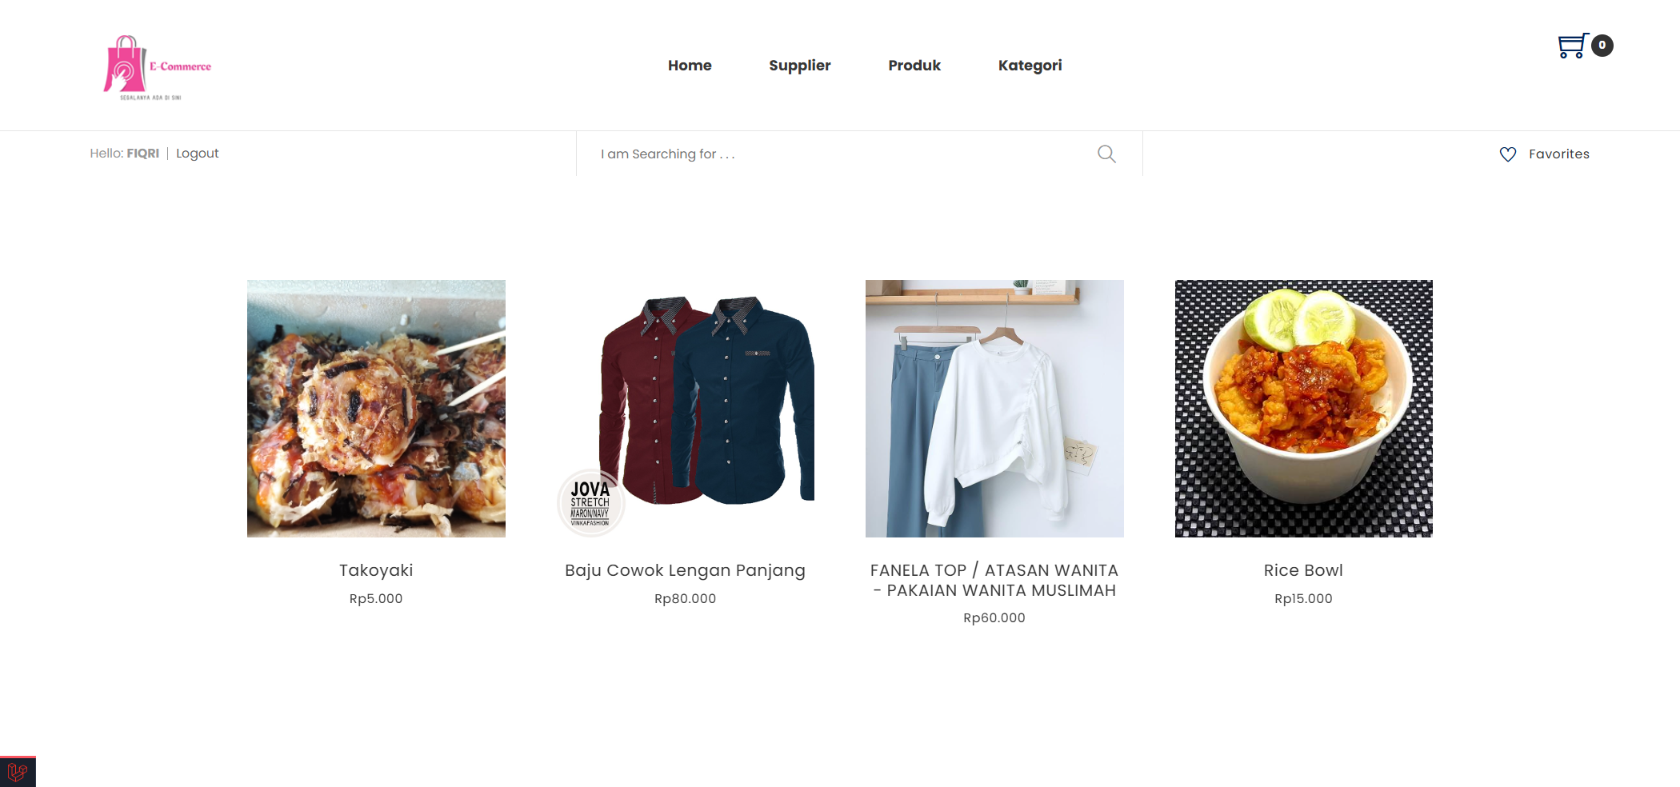 E-Commerce
SEGALANYA ADA DI SINI
Home
Supplier
Produk
Kategori
0
Hello: FIQRI | Logout
I am Searching for . . .
Favorites
JOVA
STRETCH
MARON/NAVY
VINKAFASHION
Takoyaki
Rp5.000
Baju Cowok Lengan Panjang
Rp80.000
FANELA TOP / ATASAN WANITA
- PAKAIAN WANITA MUSLIMAH
Rp60.000
Rice Bowl
Rp15.000